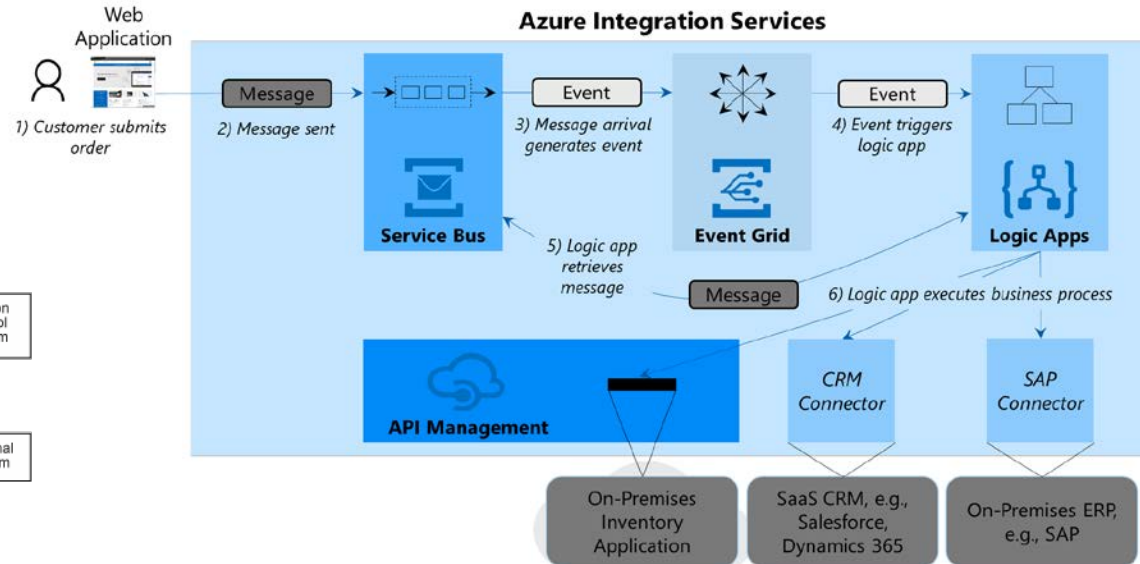 Web
Application
Azure Integration Services
Message
Event
Event
1) Customer submits
order
2) Message sent
3) Message arrival
generates event
4) Event triggers
logic app
Service Bus
Event Grid
Logic Apps
5) Logic app
retrieves
message
Message
6) Logic app executes business process
API Management
CRM
Connector
SAP
Connector
On-Premises
Inventory
Application
SaaS CRM, e.g.,
Salesforce,
Dynamics 365
On-Premises ERP,
e.g., SAP